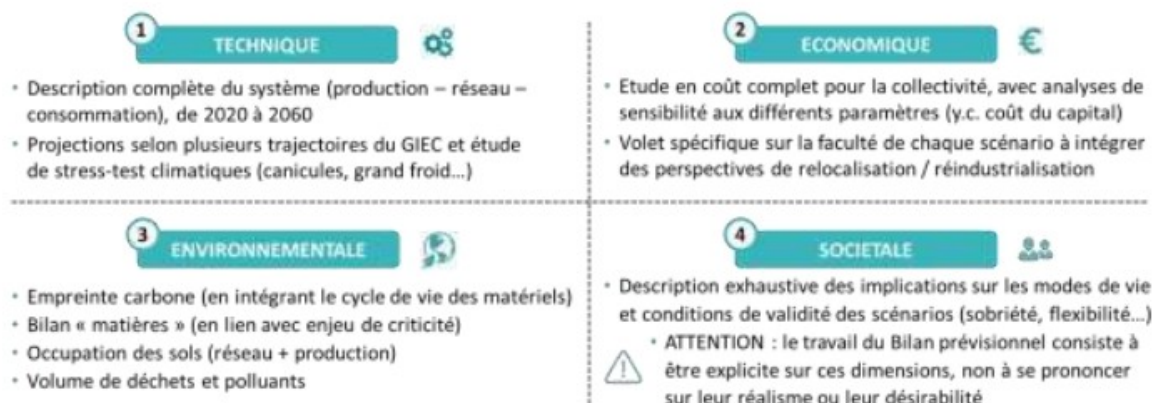 1
TECHNIQUE
• Description complète du système (production – réseau –
consommation), de 2020 à 2060
• Projections selon plusieurs trajectoires du GIEC et étude
de stress-test climatiques (canicules, grand froid...)
2
ECONOMIQUE
€
• Etude en coût complet pour la collectivité, avec analyses de
sensibilité aux différents paramètres (y.c. coût du capital)
• Volet spécifique sur la faculté de chaque scénario à intégrer
des perspectives de relocalisation / réindustrialisation
3
ENVIRONNEMENTALE
• Empreinte carbone (en intégrant le cycle de vie des matériels)
• Bilan « matières » (en lien avec enjeu de criticité)
• Occupation des sols (réseau + production)
• Volume de déchets et polluants
4
SOCIETALE
• Description exhaustive des implications sur les modes de vie
et conditions de validité des scénarios (sobriété, flexibilité...)
• ATTENTION : le travail du Bilan prévisionnel consiste à
être explicite sur ces dimensions, non à se prononcer
sur leur réalisme ou leur désirabilité